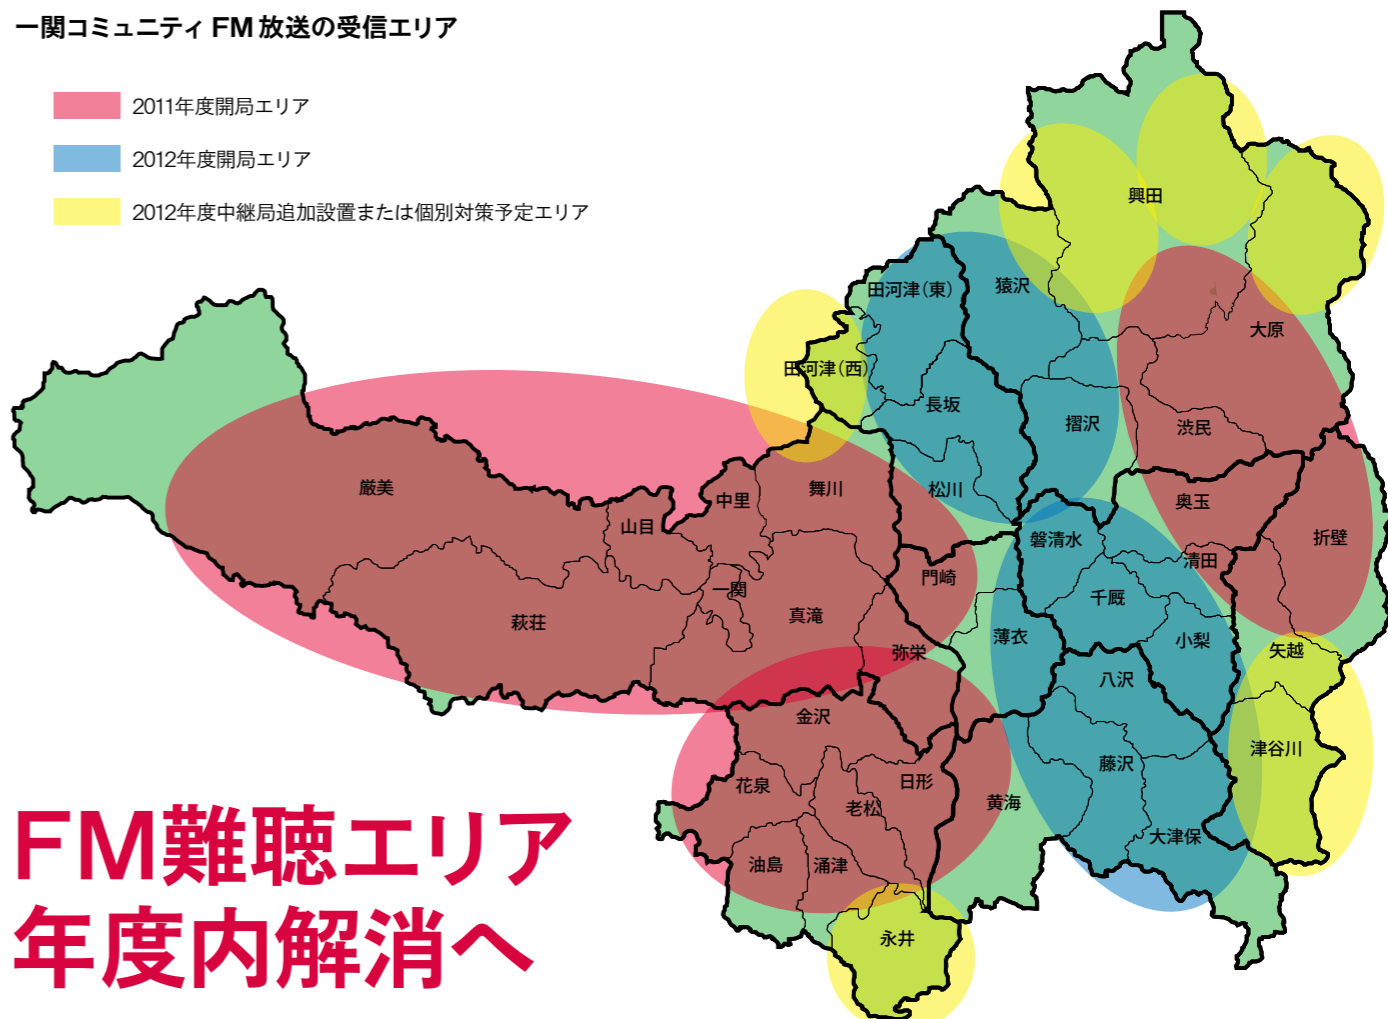 一関コミュニティFM放送の受信エリア
2011年度開局エリア
2012年度開局エリア
2012年度中継局追加設置または個別対策予定エリア
興田
田河津（東）
猿沢
大原
田河津（西）
長坂
摺沢
渋民
厳美
中里
舞川
松川
奥玉
山目
磐清水
折壁
清田
門崎
一関
千厩
萩荘
真滝
薄衣
小梨
弥栄
矢越
八沢
金沢
津谷川
花泉
日形
藤沢
老松
黄海
大津保
油島
涌津
永井
FM難聴エリア
年度内解消へ